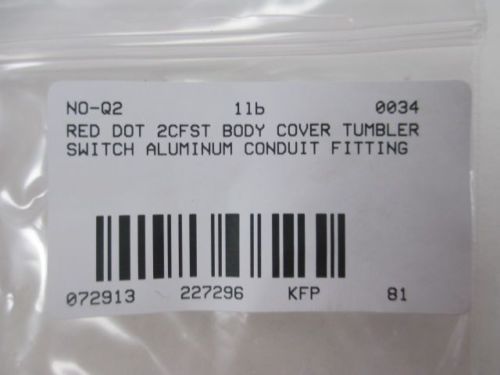 NO-Q2 1lb 0034
RED DOT 2CFST BODY COVER TUMBLER
SWITCH ALUMINUM CONDUIT FITTING
072913 227296 KFP 81